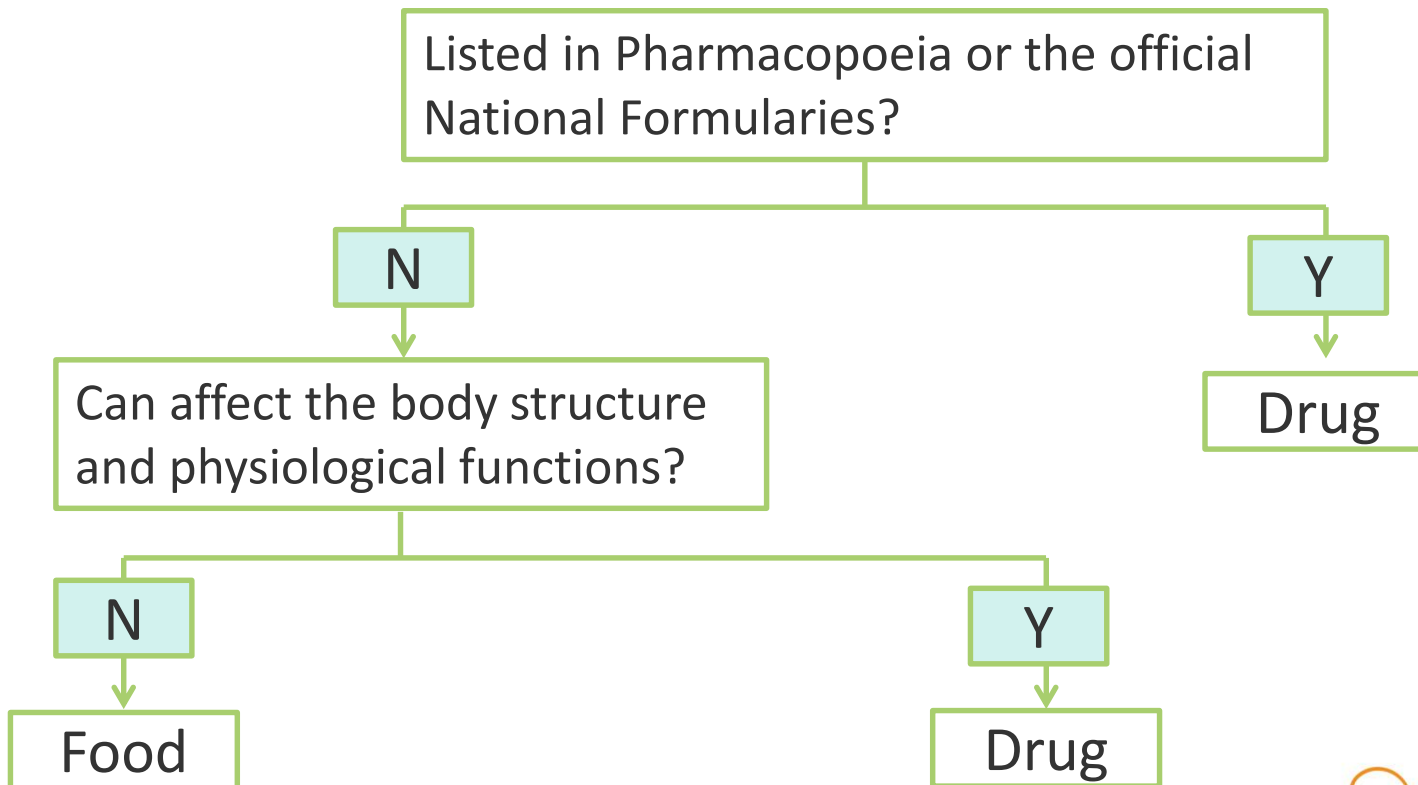 Listed in Pharmacopoeia or the official
National Formularies?
N
Y
Can affect the body structure
and physiological functions?
Drug
N
Y
Food
Drug